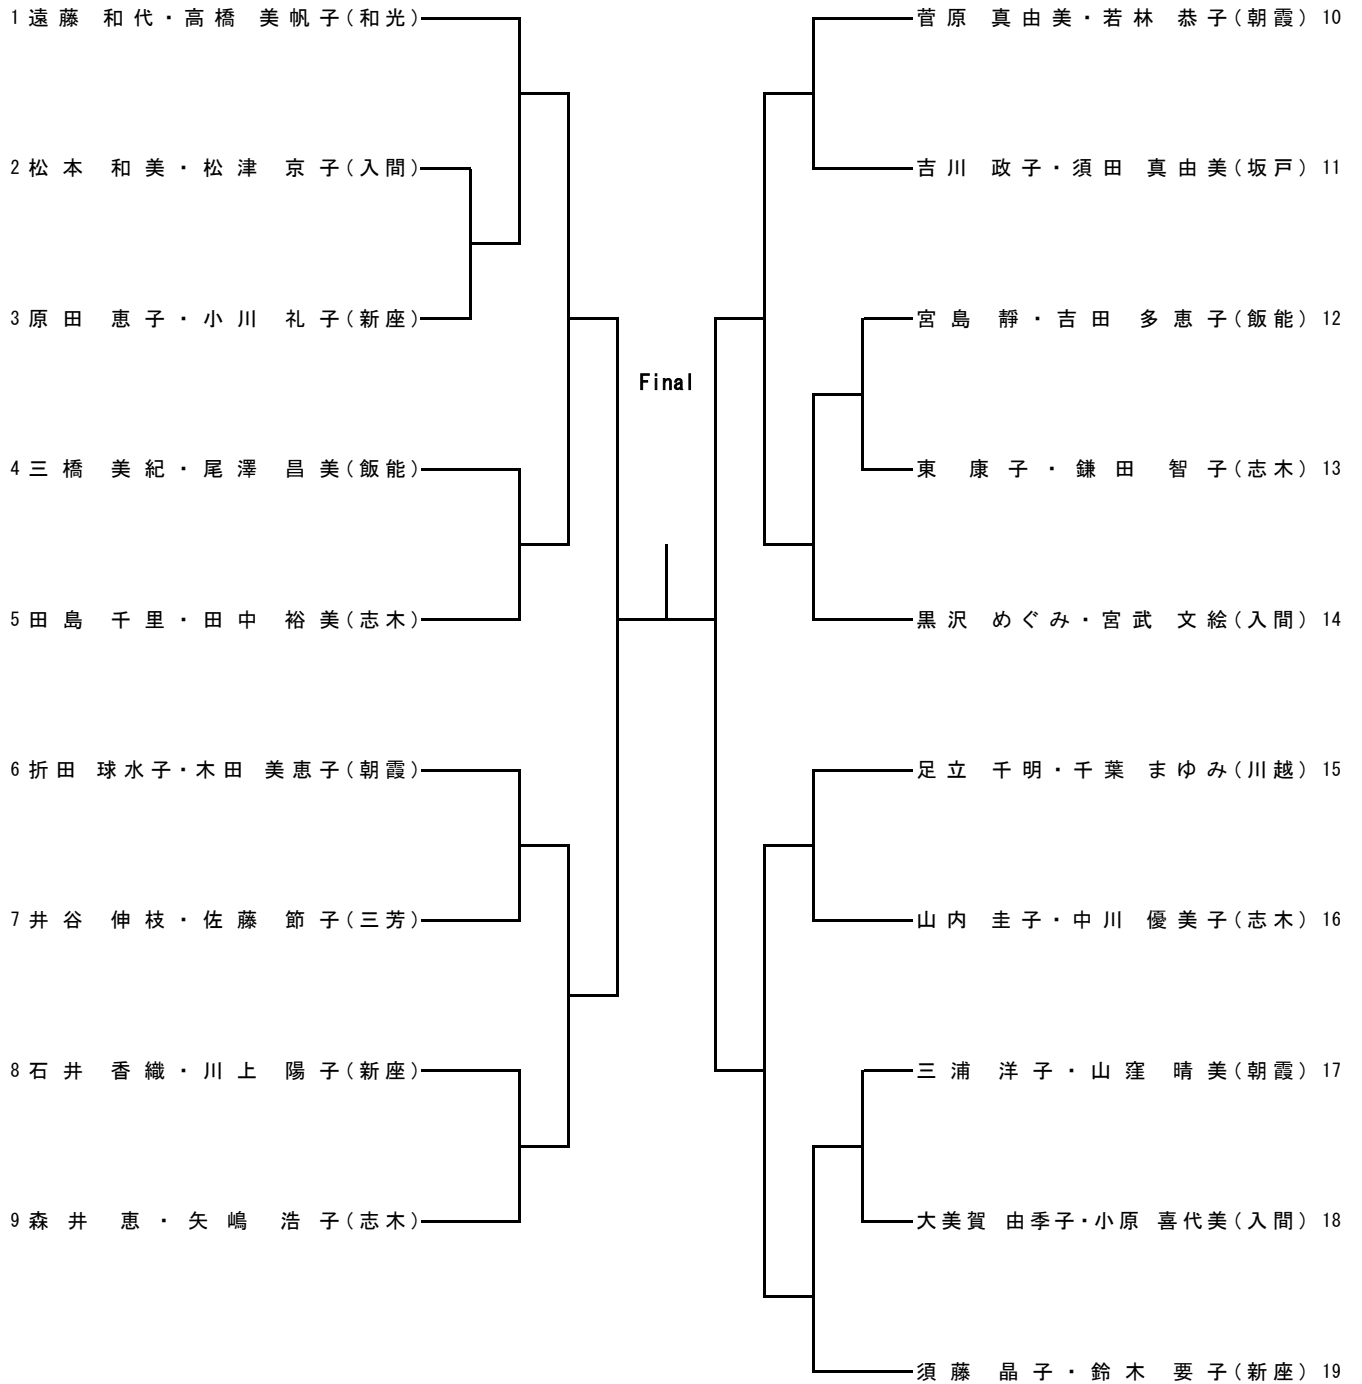 1 遠藤 和代・高橋 美帆子(和光)
2 松本 和美・松津 京子(入間)
3 原田 恵子・小川 礼子(新座)
4 三橋 美紀・尾澤 昌美(飯能)
5 田島 千里・田中 裕美(志木)
6 折田 球水子・木田 美恵子(朝霞)
7 井谷 伸枝・佐藤 節子(三芳)
8 石井 香織・川上 陽子(新座)
9 森井 恵・矢嶋 浩子(志木)
Final
菅原 真由美・若林 恭子(朝霞) 10
吉川 政子・須田 真由美(坂戸) 11
宮島 靜・吉田 多恵子(飯能) 12
東 康子・鎌田 智子(志木) 13
黒沢 めぐみ・宮武 文絵(入間) 14
足立 千明・千葉 まゆみ(川越) 15
山内 圭子・中川 優美子(志木) 16
三浦 洋子・山窪 晴美(朝霞) 17
大美賀 由季子・小原 喜代美(入間) 18
須藤 晶子・鈴木 要子(新座) 19